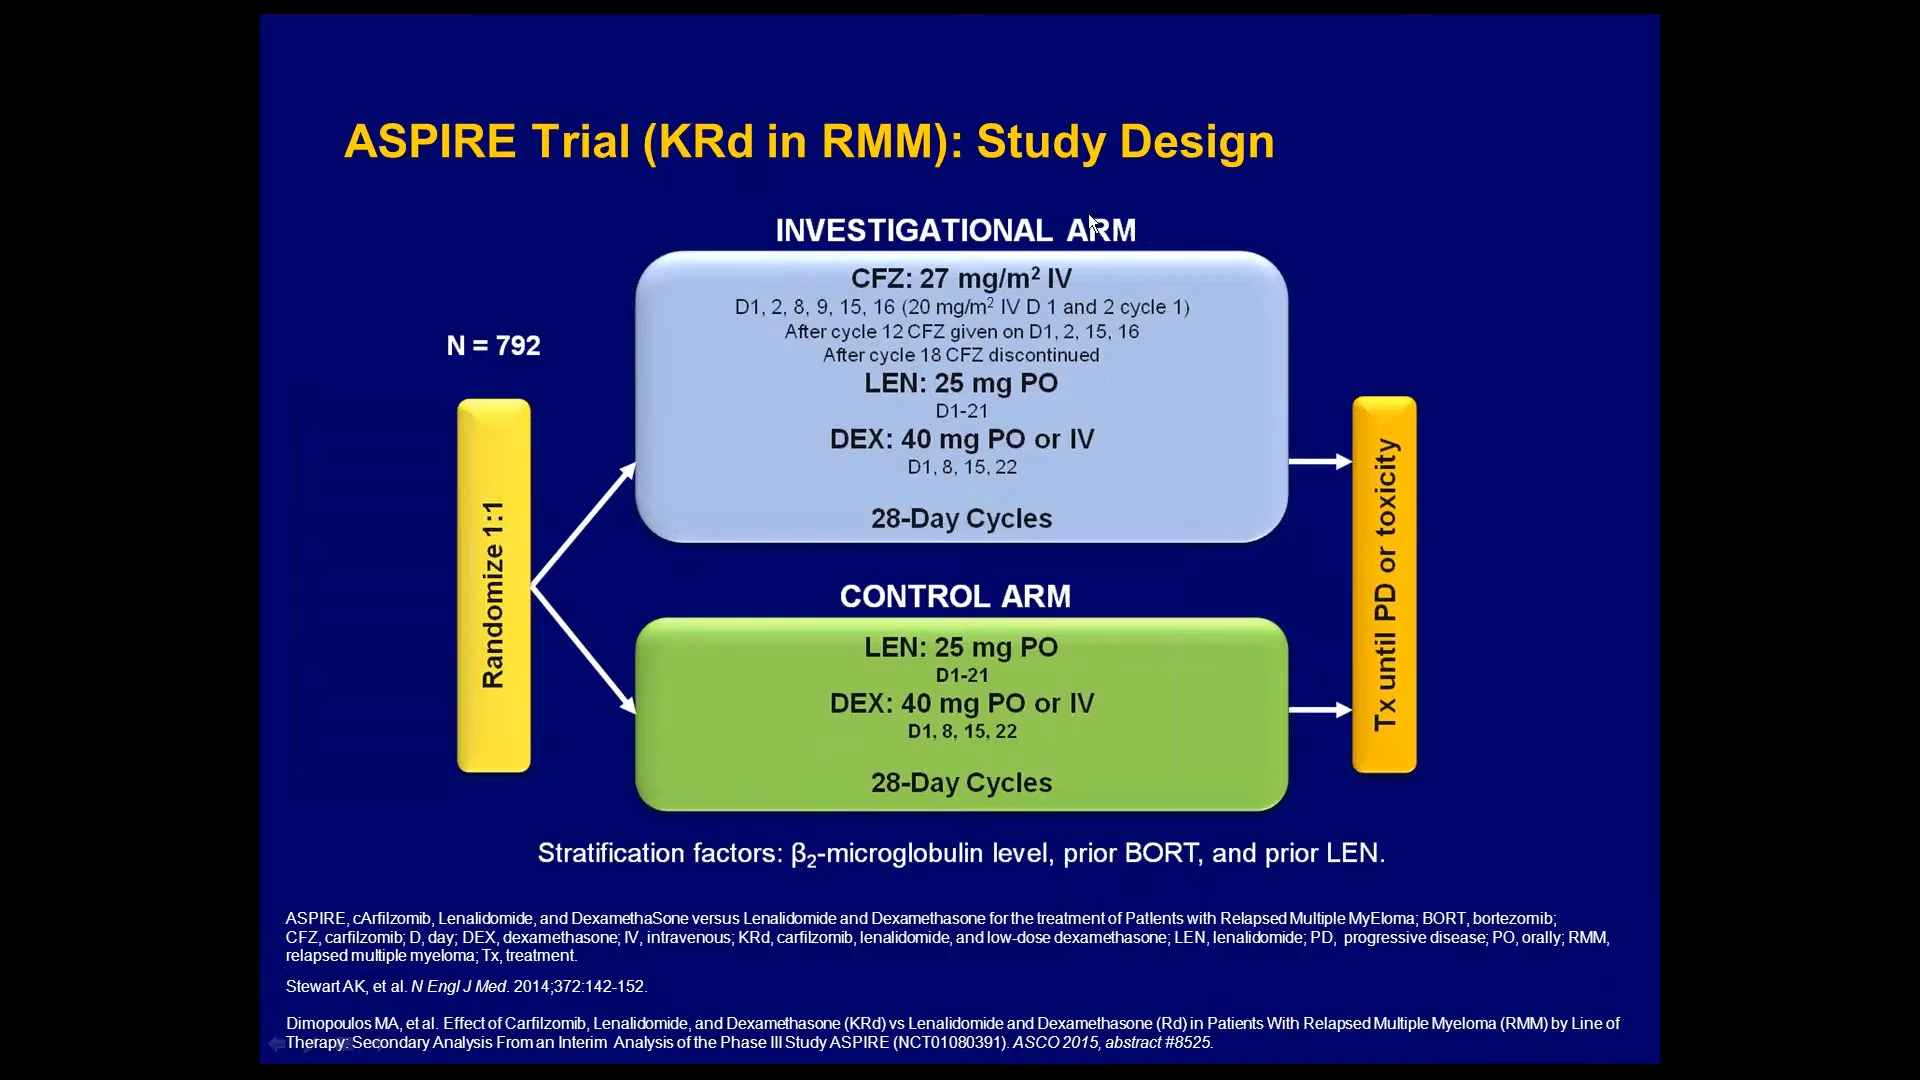 ASPIRE Trial (KRd in RMM): Study Design
INVESTIGATIONAL ARM
CFZ: 27 mg/m² IV
D1, 2, 8, 9, 15, 16 (20 mg/m² IV D 1 and 2 cycle 1)
After cycle 12 CFZ given on D1, 2, 15, 16
After cycle 18 CFZ discontinued
LEN: 25 mg PO
D1-21
DEX: 40 mg PO or IV
D1, 8, 15, 22
28-Day Cycles
N = 792
Randomize 1:1
CONTROL ARM
LEN: 25 mg PO
D1-21
DEX: 40 mg PO or IV
D1, 8, 15, 22
28-Day Cycles
Tx until PD or toxicity
Stratification factors: β₂-microglobulin level, prior BORT, and prior LEN.
ASPIRE, cArfilzomib, Lenalidomide, and DexamethaSone versus Lenalidomide and Dexamethasone for the treatment of PatIents with Relapsed Multiple MyEloma; BORT, bortezomib;
CFZ, carfilzomib; D, day; DEX, dexamethasone; IV, intravenous; KRd, carfilzomib, lenalidomide, and low-dose dexamethasone; LEN, lenalidomide; PD, progressive disease; PO, orally; RMM,
relapsed multiple myeloma; Tx, treatment.
Stewart AK, et al. N Engl J Med. 2014;372:142-152.
Dimopoulos MA, et al. Effect of Carfilzomib, Lenalidomide, and Dexamethasone (KRd) vs Lenalidomide and Dexamethasone (Rd) in Patients With Relapsed Multiple Myeloma (RMM) by Line of
Therapy: Secondary Analysis From an Interim Analysis of the Phase III Study ASPIRE (NCT01080391). ASCO 2015, abstract #8525.